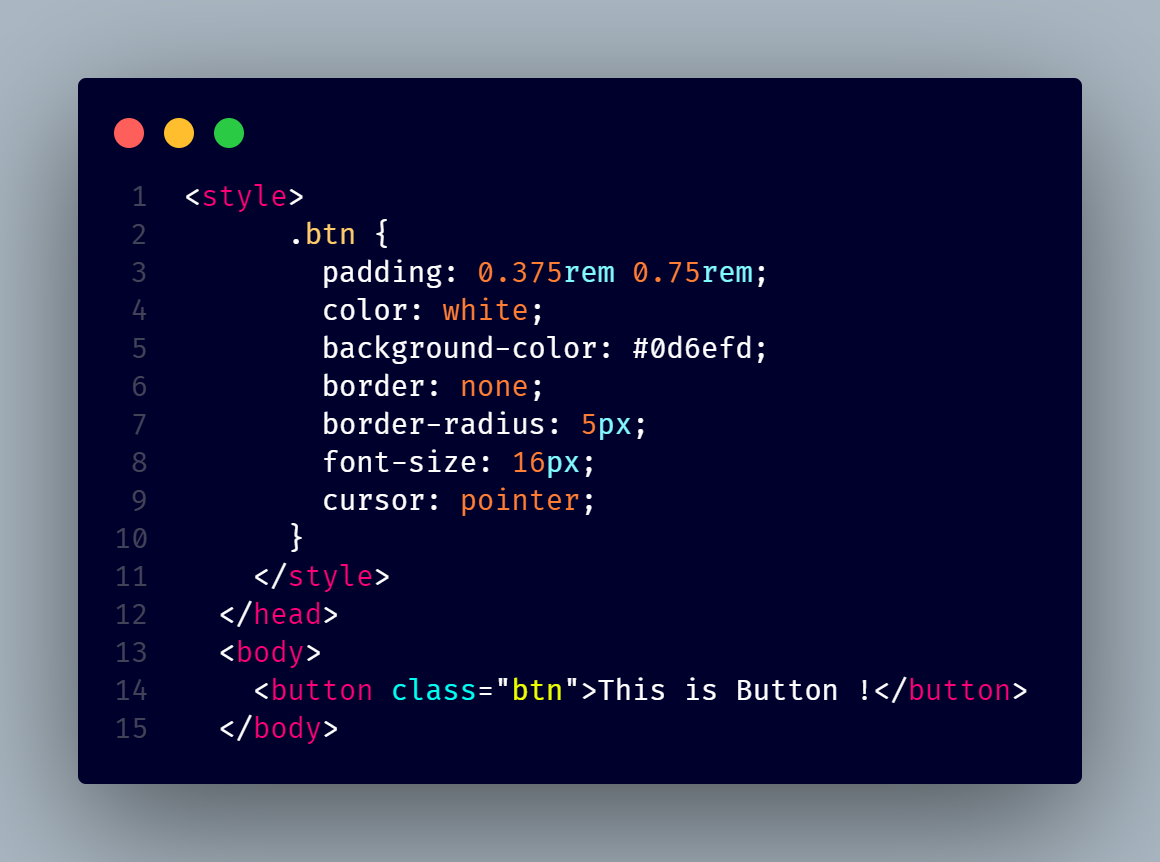 1 <style>
2 .btn {
3 padding: 0.375rem 0.75rem;
4 color: white;
5 background-color: #0d6efd;
6 border: none;
7 border-radius: 5px;
8 font-size: 16px;
9 cursor: pointer;
10 }
11 </style>
12 </head>
13 <body>
14 <button class="btn">This is Button !</button>
15 </body>